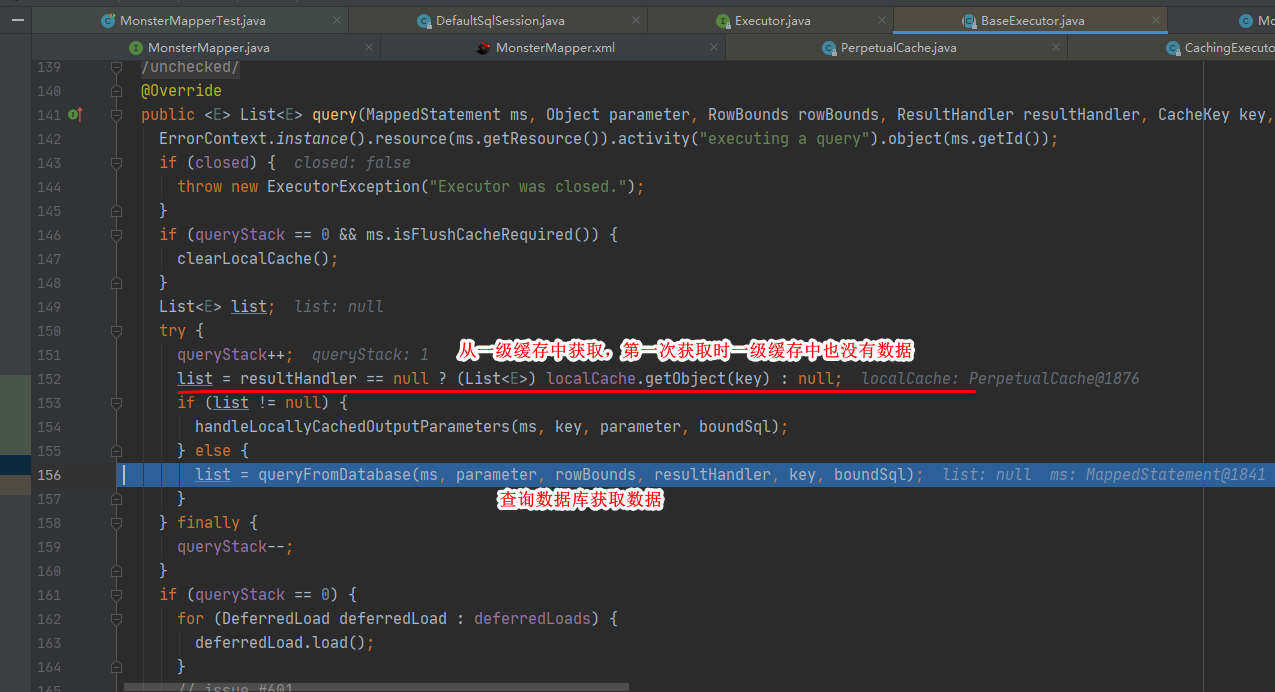 MonsterMapperTest.java DefaultSqlSession.java Executor.java BaseExecutor.java Mo
MonsterMapper.java MonsterMapper.xml PerpetualCache.java CachingExecuto
139 /unchecked/
140 @Override
141 public <E> List<E> query(MappedStatement ms, Object parameter, RowBounds rowBounds, ResultHandler resultHandler, CacheKey key,
142 ErrorContext.instance().resource(ms.getResource()).activity("executing a query").object(ms.getId());
143 if (closed) { closed: false
144 throw new ExecutorException("Executor was closed.");
145 }
146 if (queryStack == 0 && ms.isFlushCacheRequired()) {
147 clearLocalCache();
148 }
149 List<E> list; list: null
150 try {
151 queryStack++; queryStack: 1 从一级缓存中获取，第一次获取时一级缓存中也没有数据
152 list = resultHandler == null ? (List<E>) localCache.getObject(key) : null; localCache: PerpetualCache@1876
153 if (list != null) {
154 handleLocallyCachedOutputParameters(ms, key, parameter, boundSql);
155 } else {
156 list = queryFromDatabase(ms, parameter, rowBounds, resultHandler, key, boundSql); list: null ms: MappedStatement@1841
157 } 查询数据库获取数据
158 } finally {
159 queryStack--;
160 }
161 if (queryStack == 0) {
162 for (DeferredLoad deferredLoad : deferredLoads) {
163 deferredLoad.load();
164 }
165 // issue #601